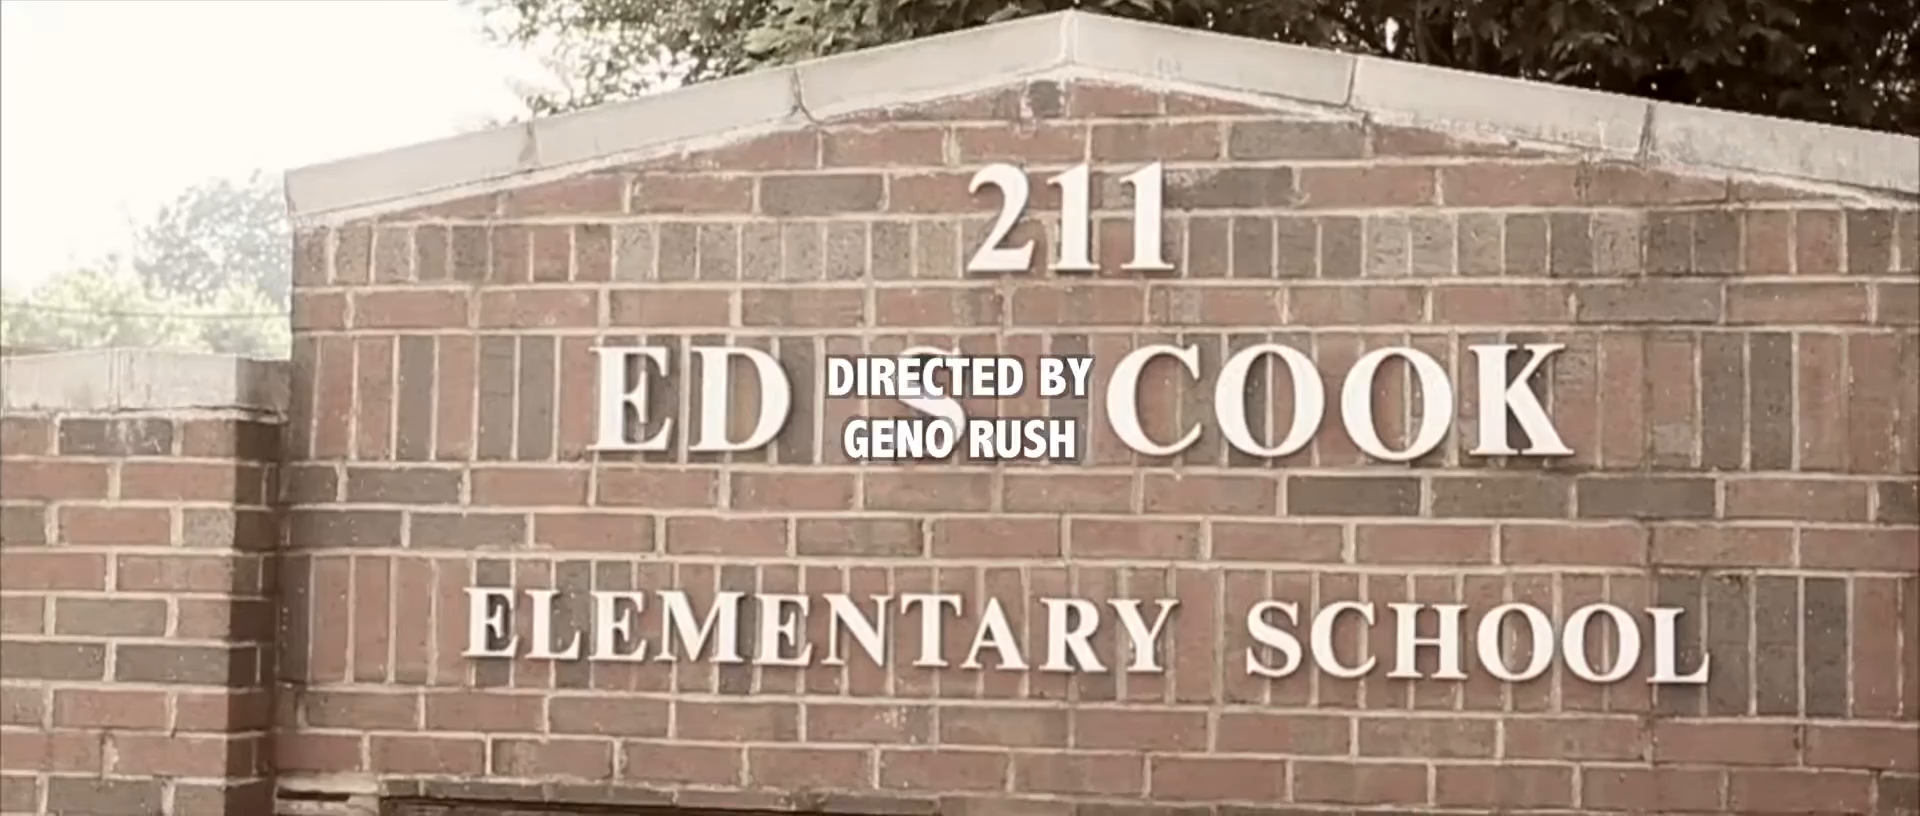 211
ED S COOK
DIRECTED BY
GENO RUSH
ELEMENTARY SCHOOL